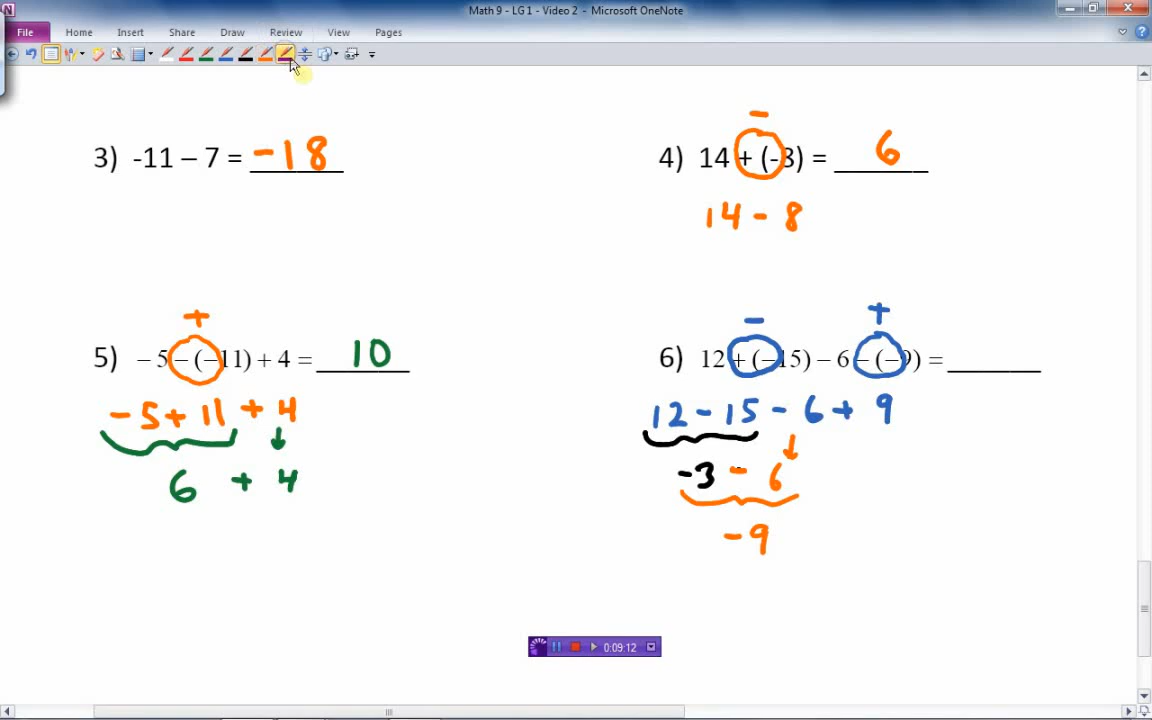 Math 9 - LG 1 - Video 2 - Microsoft OneNote
File Home Insert Share Draw Review View Pages
3) -11 – 7 = -18
4) 14 + (-8) = 6
-
14 - 8
5) – 5 – (– 11) + 4 = 10
+
- 5 + 11 + 4
6 + 4
6) 12 + (– 15) – 6 – (– 9) = ______
- +
12 - 15 - 6 + 9
-3 - 6
- 9
0:09:12